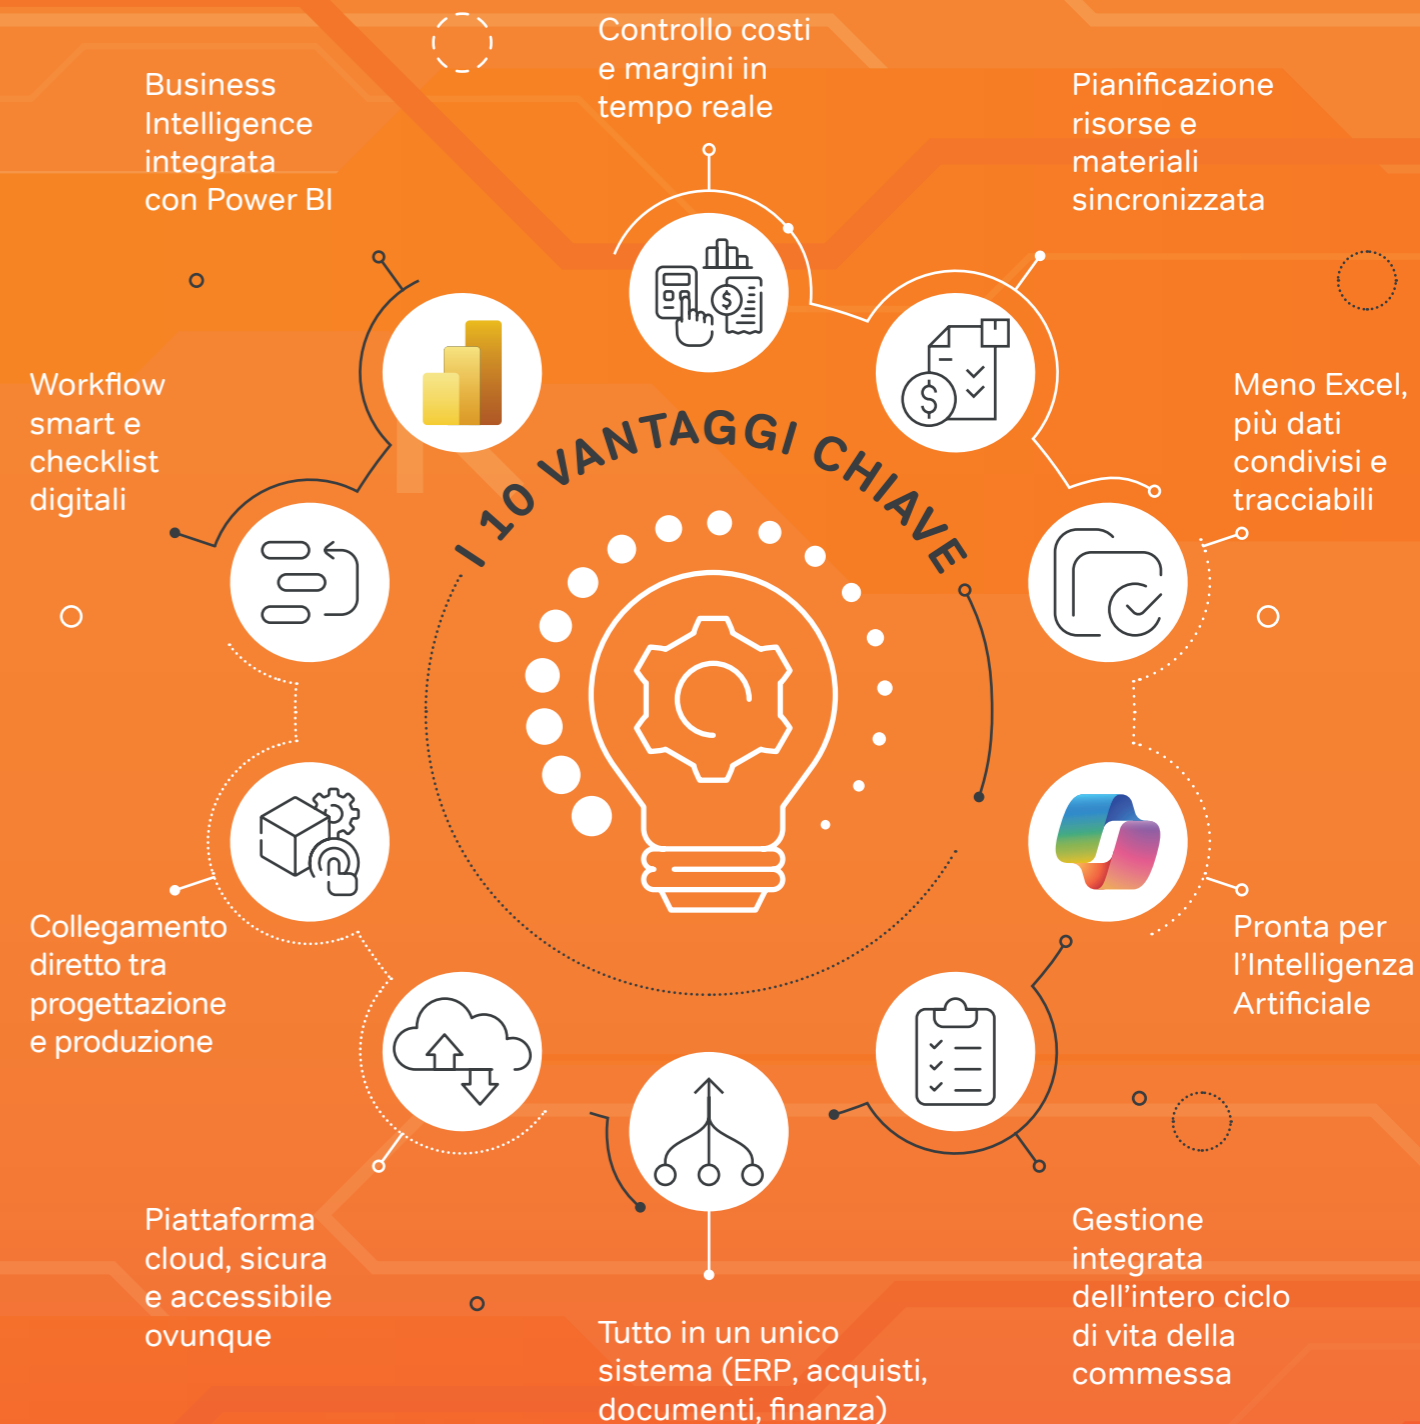 I 10 VANTAGGI CHIAVE
Controllo costi
e margini in
tempo reale
Pianificazione
risorse e
materiali
sincronizzata
Meno Excel,
più dati
condivisi e
tracciabili
Pronta per
l'Intelligenza
Artificiale
Gestione
integrata
dell'intero ciclo
di vita della
commessa
Tutto in un unico
sistema (ERP, acquisti,
documenti, finanza)
Piattaforma
cloud, sicura
e accessibile
ovunque
Collegamento
diretto tra
progettazione
e produzione
Workflow
smart e
checklist
digitali
Business
Intelligence
integrata
con Power BI